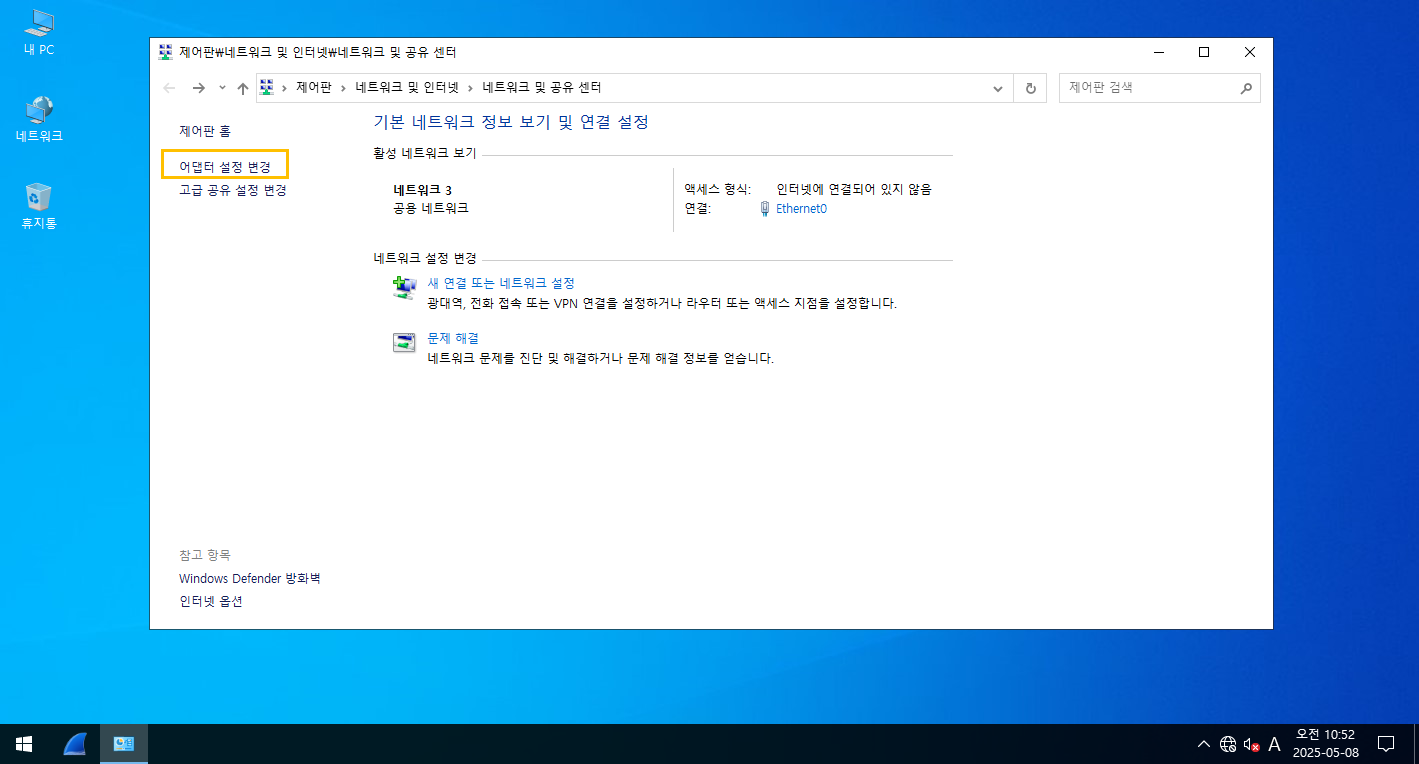 내 PC
네트워크
휴지통
제어판₩네트워크 및 인터넷₩네트워크 및 공유 센터
제어판 › 네트워크 및 인터넷 › 네트워크 및 공유 센터
제어판 검색
제어판 홈
어댑터 설정 변경
고급 공유 설정 변경
기본 네트워크 정보 보기 및 연결 설정
활성 네트워크 보기
네트워크 3
공용 네트워크
액세스 형식: 인터넷에 연결되어 있지 않음
연결: Ethernet0
네트워크 설정 변경
새 연결 또는 네트워크 설정
광대역, 전화 접속 또는 VPN 연결을 설정하거나 라우터 또는 액세스 지점을 설정합니다.
문제 해결
네트워크 문제를 진단 및 해결하거나 문제 해결 정보를 얻습니다.
참고 항목
Windows Defender 방화벽
인터넷 옵션
A
오전 10:52
2025-05-08